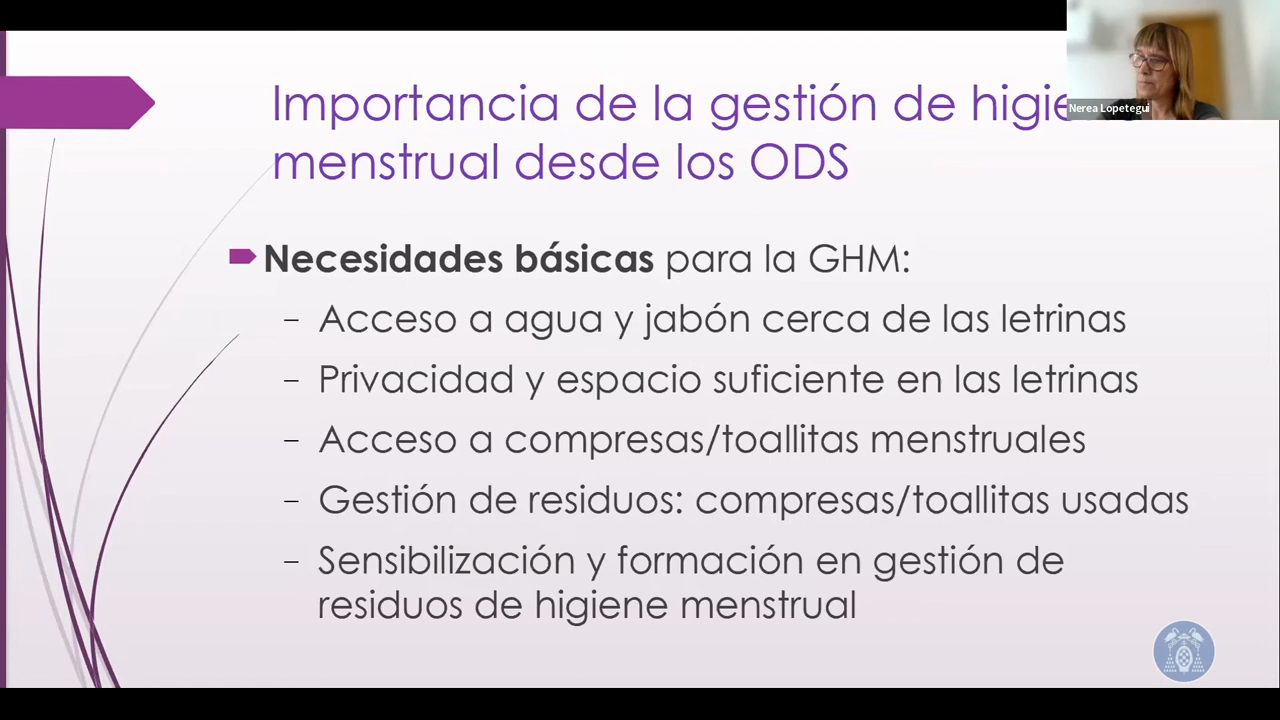 Importancia de la gestión de
menstrual desde los ODS
Nerea Lopetegui
Necesidades básicas para la GHM:
– Acceso a agua y jabón cerca de las letrinas
– Privacidad y espacio suficiente en las letrinas
– Acceso a compresas/toallitas menstruales
– Gestión de residuos: compresas/toallitas usadas
– Sensibilización y formación en gestión de
residuos de higiene menstrual